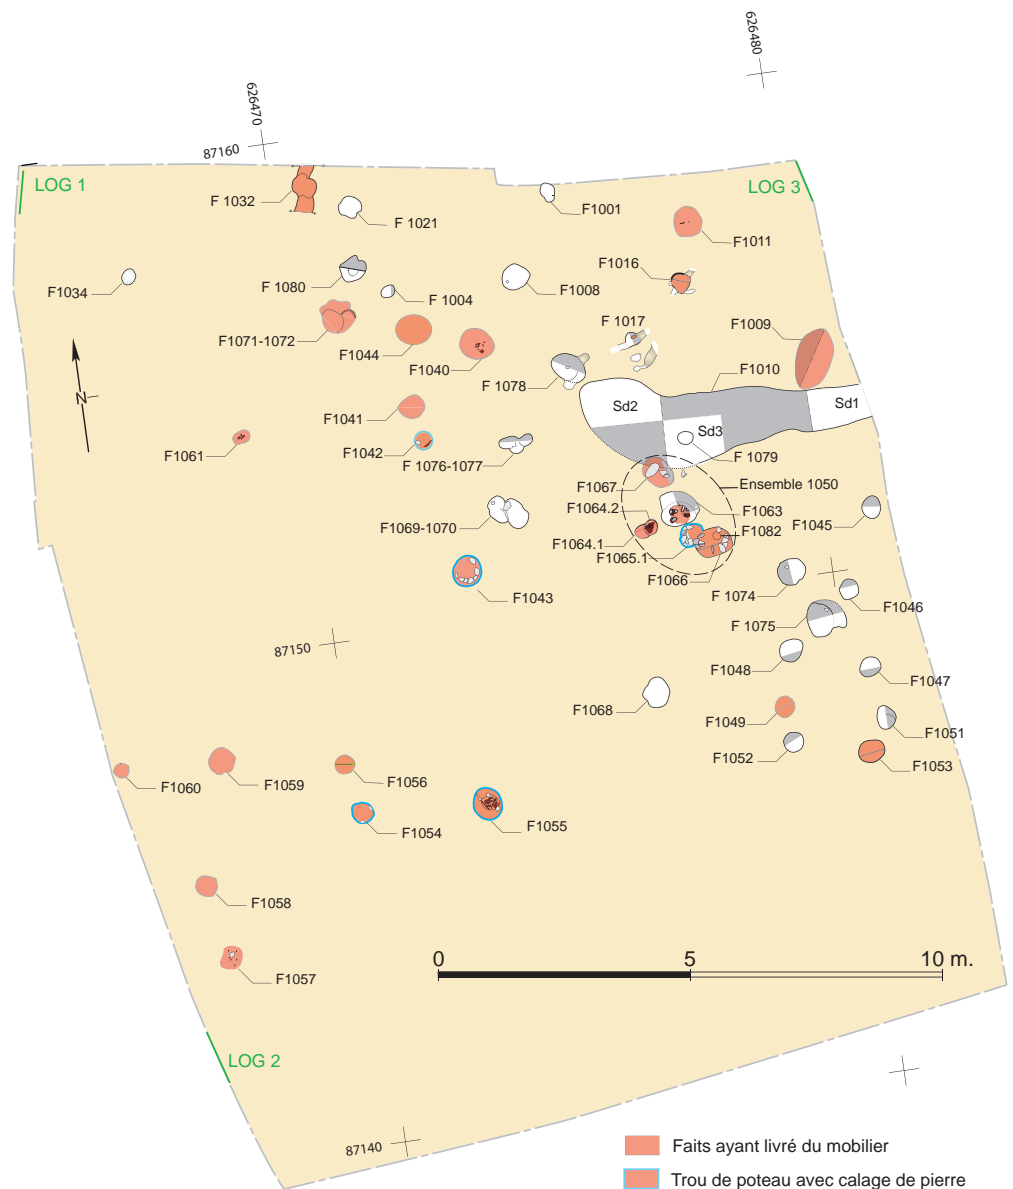 626480
626470
87160
LOG 1
LOG 3
F 1032
F 1021
F1001
F1011
F1034
F 1080
F 1004
F1008
F1016
F1071-1072
F1044
F1040
F 1017
F1009
F 1078
F1010
Sd2
Sd1
Sd3
N
F1041
F1061
F1042
F 1076-1077
F 1079
F1067
Ensemble 1050
F1064.2
F1063
F1045
F1069-1070
F1064.1
F1065.1
F1082
F1066
F1043
F 1074
F1046
F 1075
87150
F1048
F1047
F1068
F1049
F1051
F1052
F1053
F1060
F1059
F1056
F1054
F1055
F1058
F1057
0
5
10 m.
LOG 2
87140
Faits ayant livré du mobilier
Trou de poteau avec calage de pierre